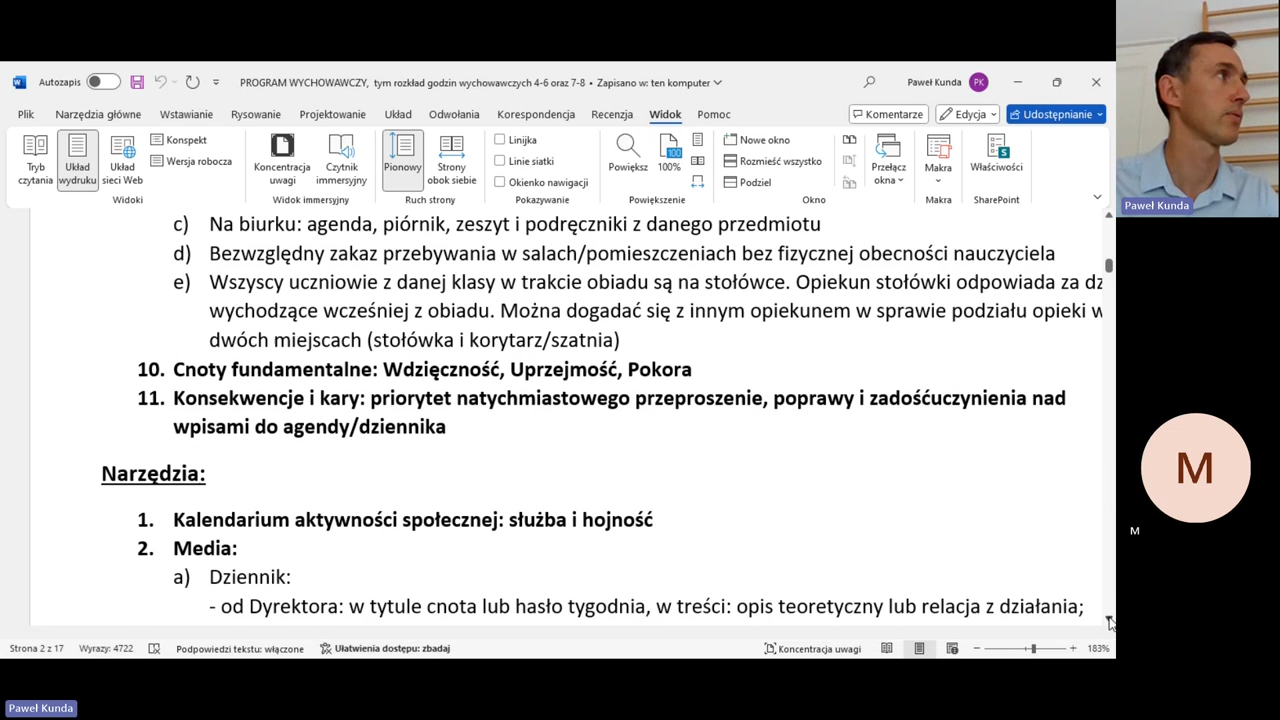 Autozapis
PROGRAM WYCHOWAWCZY, tym rozkład godzin wychowawczych 4-6 oraz 7-8 • Zapisano w: ten komputer
Paweł Kunda PK
Plik Narzędzia główne Wstawianie Rysowanie Projektowanie Układ Odwołania Korespondencja Recenzja Widok Pomoc Komentarze Edycja Udostępnianie
Tryb czytania
Układ wydruku
Układ sieci Web
Konspekt
Wersja robocza
Widoki
Koncentracja uwagi
Czytnik immersyjny
Widok immersyjny
Pionowy
Strony obok siebie
Ruch strony
Linijka
Linie siatki
Okienko nawigacji
Pokazywanie
Powiększ
100
100%
Powiększenie
Nowe okno
Rozmieść wszystko
Podziel
Przełącz okna
Okno
Makra
Makra
Właściwości
SharePoint
c) Na biurku: agenda, piórnik, zeszyt i podręczniki z danego przedmiotu
d) Bezwzględny zakaz przebywania w salach/pomieszczeniach bez fizycznej obecności nauczyciela
e) Wszyscy uczniowie z danej klasy w trakcie obiadu są na stołówce. Opiekun stołówki odpowiada za dz
wychodzące wcześniej z obiadu. Można dogadać się z innym opiekunem w sprawie podziału opieki w
dwóch miejscach (stołówka i korytarz/szatnia)
10. Cnoty fundamentalne: Wdzięczność, Uprzejmość, Pokora
11. Konsekwencje i kary: priorytet natychmiastowego przeproszenie, poprawy i zadośćuczynienia nad
wpisami do agendy/dziennika
Narzędzia:
1. Kalendarium aktywności społecznej: służba i hojność
2. Media:
a) Dziennik:
- od Dyrektora: w tytule cnota lub hasło tygodnia, w treści: opis teoretyczny lub relacja z działania;
Strona 2 z 17 Wyrazy: 4722 Podpowiedzi tekstu: włączone Ułatwienia dostępu: zbadaj Koncentracja uwagi 183%
Paweł Kunda
M
M
Paweł Kunda